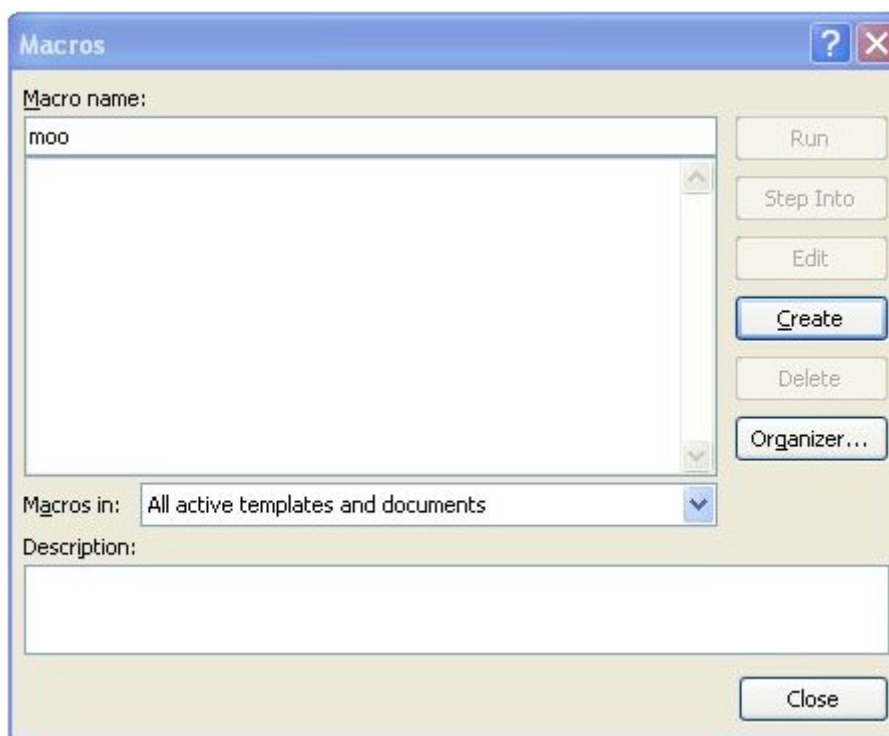 Macros
?
Macro name:
moo
Run
Step Into
Edit
Create
Delete
Organizer...
Macros in: All active templates and documents
Description:
Close